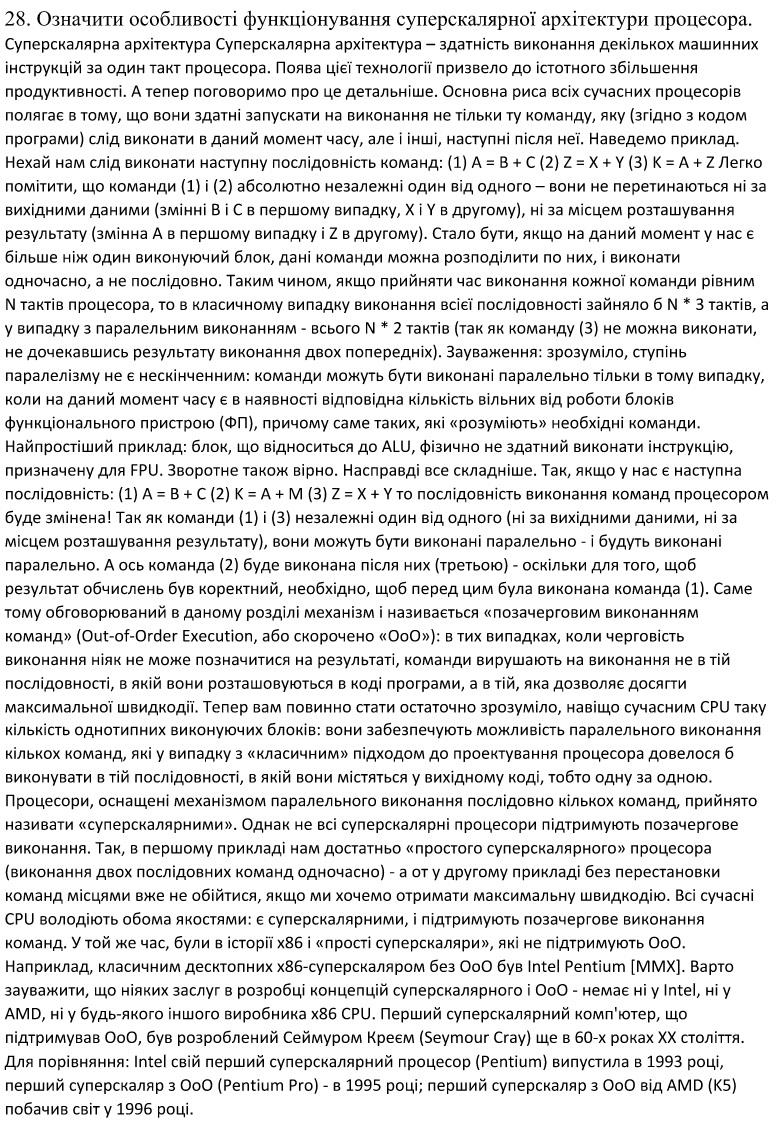 28. Означити особливості функціонування суперскалярної архітектури процесора.
Суперскалярна архітектура Суперскалярна архітектура – здатність виконання декількох машинних
інструкцій за один такт процесора. Поява цієї технології призвело до істотного збільшення
продуктивності. А тепер поговоримо про це детальніше. Основна риса всіх сучасних процесорів
полягає в тому, що вони здатні запускати на виконання не тільки ту команду, яку (згідно з кодом
програми) слід виконати в даний момент часу, але і інші, наступні після неї. Наведемо приклад.
Нехай нам слід виконати наступну послідовність команд: (1) A = B + C (2) Z = X + Y (3) K = A + Z Легко
помітити, що команди (1) і (2) абсолютно незалежні один від одного – вони не перетинаються ні за
вихідними даними (змінні B і C в першому випадку, X і Y в другому), ні за місцем розташування
результату (змінна A в першому випадку і Z в другому). Стало бути, якщо на даний момент у нас є
більше ніж один виконуючий блок, дані команди можна розподілити по них, і виконати
одночасно, а не послідовно. Таким чином, якщо прийняти час виконання кожної команди рівним
N тактів процесора, то в класичному випадку виконання всієї послідовності зайняло б N * 3 тактів, а
у випадку з паралельним виконанням - всього N * 2 тактів (так як команду (3) не можна виконати,
не дочекавшись результату виконання двох попередніх). Зауваження: зрозуміло, ступінь
паралелізму не є нескінченним: команди можуть бути виконані паралельно тільки в тому випадку,
коли на даний момент часу є в наявності відповідна кількість вільних від роботи блоків
функціонального пристрою (ФП), причому саме таких, які «розуміють» необхідні команди.
Найпростіший приклад: блок, що відноситься до ALU, фізично не здатний виконати інструкцію,
призначену для FPU. Зворотне також вірно. Насправді все складніше. Так, якщо у нас є наступна
послідовність: (1) A = B + C (2) K = A + M (3) Z = X + Y то послідовність виконання команд процесором
буде змінена! Так як команди (1) і (3) незалежні один від одного (ні за вихідними даними, ні за
місцем розташування результату), вони можуть бути виконані паралельно - і будуть виконані
паралельно. А ось команда (2) буде виконана після них (третьою) - оскільки для того, щоб
результат обчислень був коректний, необхідно, щоб перед цим була виконана команда (1). Саме
тому обговорюваний в даному розділі механізм і називається «позачерговим виконанням
команд» (Out-of-Order Execution, або скорочено «OoO»): в тих випадках, коли черговість
виконання ніяк не може позначитися на результаті, команди вирушають на виконання не в тій
послідовності, в якій вони розташовуються в коді програми, а в тій, яка дозволяє досягти
максимальної швидкодії. Тепер вам повинно стати остаточно зрозуміло, навіщо сучасним CPU таку
кількість однотипних виконуючих блоків: вони забезпечують можливість паралельного виконання
кількох команд, які у випадку з «класичним» підходом до проектування процесора довелося б
виконувати в тій послідовності, в якій вони містяться у вихідному коді, тобто одну за одною.
Процесори, оснащені механізмом паралельного виконання послідовно кількох команд, прийнято
називати «суперскалярними». Однак не всі суперскалярні процесори підтримують позачергове
виконання. Так, в першому прикладі нам достатньо «простого суперскалярного» процесора
(виконання двох послідовних команд одночасно) - а от у другому прикладі без перестановки
команд місцями вже не обійтися, якщо ми хочемо отримати максимальну швидкодію. Всі сучасні
CPU володіють обома якостями: є суперскалярними, і підтримують позачергове виконання
команд. У той же час, були в історії x86 і «прості суперскаляри», які не підтримують OoO.
Наприклад, класичним десктопних x86-суперскаляром без OoO був Intel Pentium [MMX]. Варто
зауважити, що ніяких заслуг в розробці концепцій суперскалярного і OoO - немає ні у Intel, ні у
AMD, ні у будь-якого іншого виробника x86 CPU. Перший суперскалярний комп'ютер, що
підтримував OoO, був розроблений Сеймуром Креєм (Seymour Cray) ще в 60-х роках XX століття.
Для порівняння: Intel свій перший суперскалярний процесор (Pentium) випустила в 1993 році,
перший суперскаляр з OoO (Pentium Pro) - в 1995 році; перший суперскаляр з OoO від AMD (K5)
побачив світ у 1996 році.